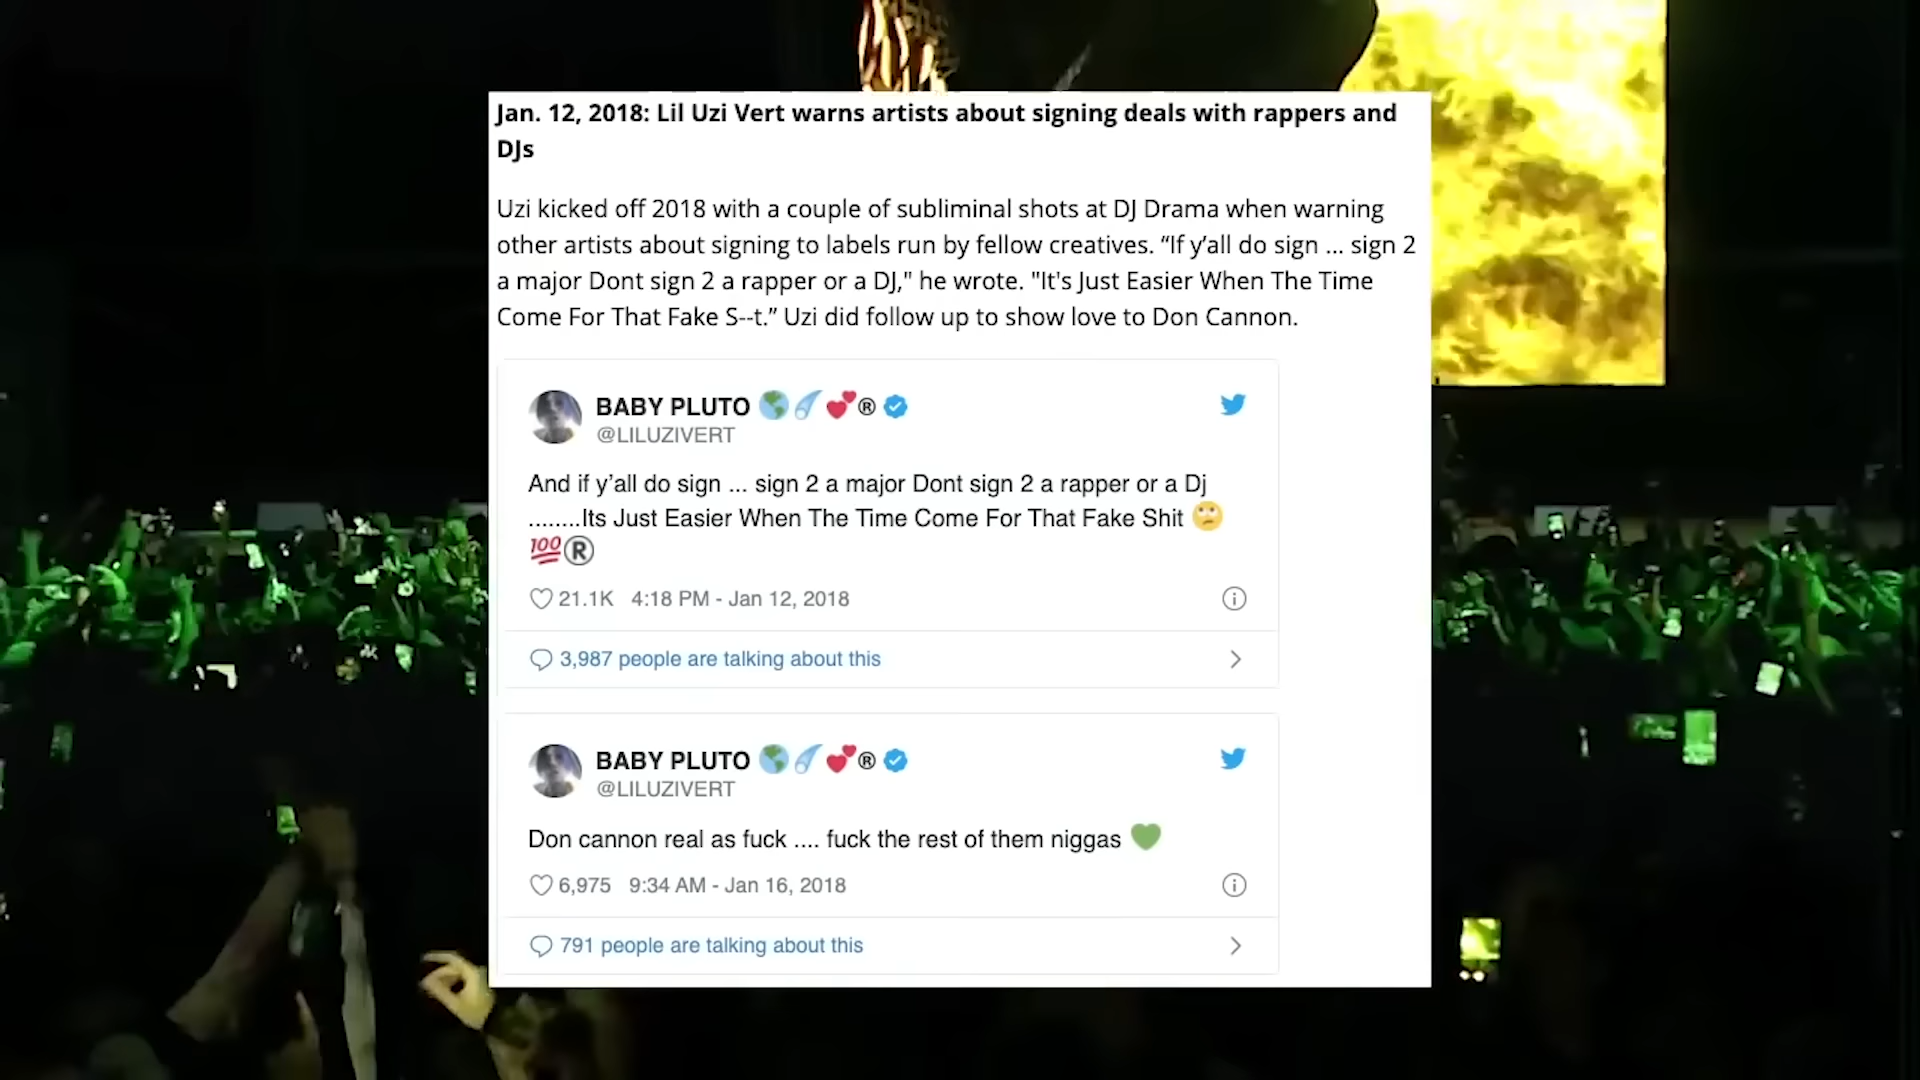 Jan. 12, 2018: Lil Uzi Vert warns artists about signing deals with rappers and
DJs
Uzi kicked off 2018 with a couple of subliminal shots at DJ Drama when warning
other artists about signing to labels run by fellow creatives. “If y’all do sign ... sign 2
a major Dont sign 2 a rapper or a DJ," he wrote. "It's Just Easier When The Time
Come For That Fake S--t.” Uzi did follow up to show love to Don Cannon.
BABY PLUTO 🌎☄️💕®
@LILUZIVERT
And if y’all do sign ... sign 2 a major Dont sign 2 a rapper or a Dj
........Its Just Easier When The Time Come For That Fake Shit 🙄
💯®
21.1K 4:18 PM - Jan 12, 2018
3,987 people are talking about this
BABY PLUTO 🌎☄️💕®
@LILUZIVERT
Don cannon real as fuck .... fuck the rest of them niggas 💚
6,975 9:34 AM - Jan 16, 2018
791 people are talking about this